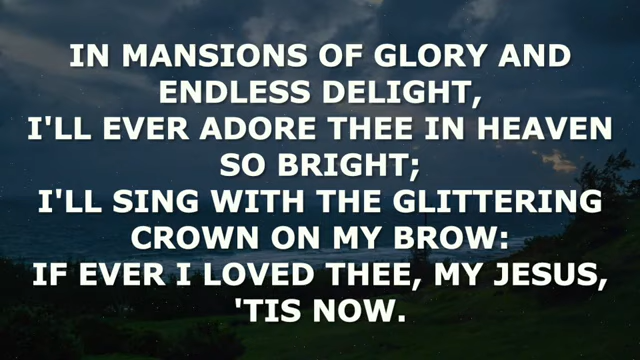 IN MANSIONS OF GLORY AND
ENDLESS DELIGHT,
I'LL EVER ADORE THEE IN HEAVEN
SO BRIGHT;
I'LL SING WITH THE GLITTERING
CROWN ON MY BROW:
IF EVER I LOVED THEE, MY JESUS,
'TIS NOW.